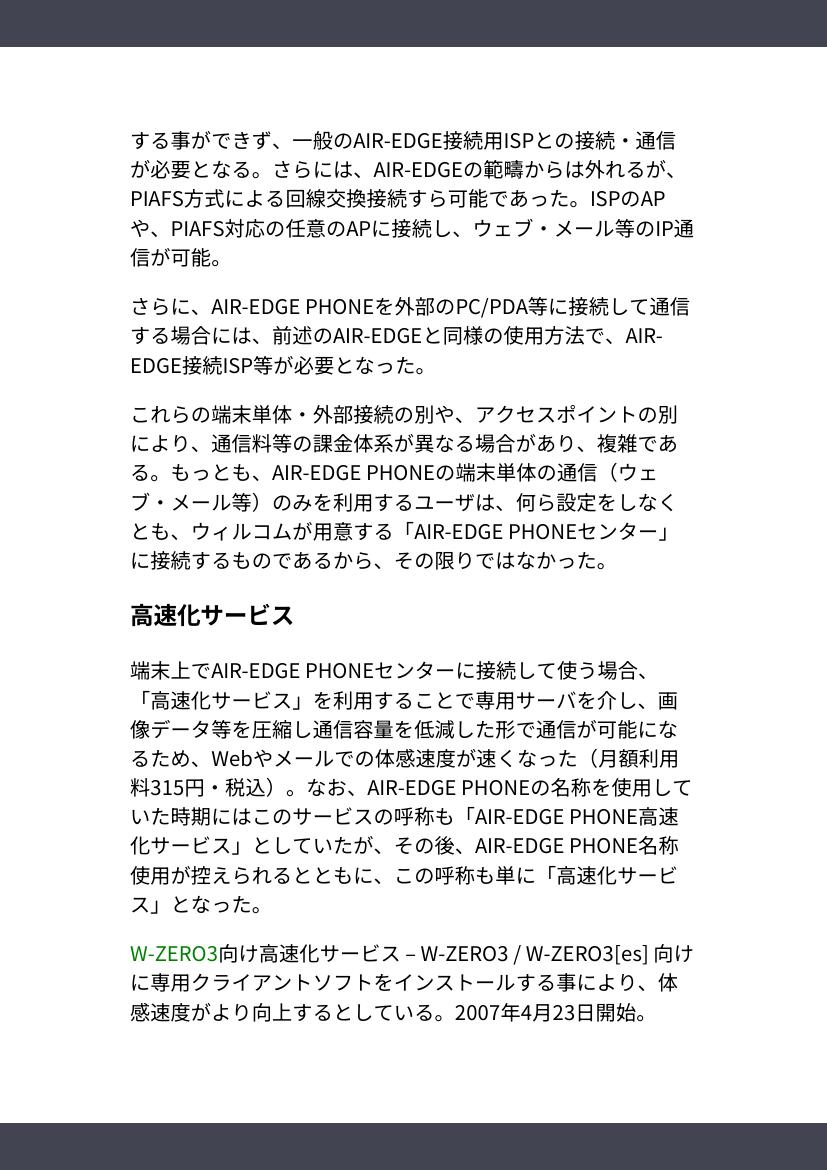 する事ができず、一般のAIR-EDGE接続用ISPとの接続・通信
が必要となる。さらには、AIR-EDGEの範疇からは外れるが、
PIAFS方式による回線交換接続すら可能であった。ISPのAP
や、PIAFS対応の任意のAPに接続し、ウェブ・メール等のIP通
信が可能。
さらに、AIR-EDGE PHONEを外部のPC/PDA等に接続して通信
する場合には、前述のAIR-EDGEと同様の使用方法で、AIR-
EDGE接続ISP等が必要となった。
これらの端末単体・外部接続の別や、アクセスポイントの別
により、通信料等の課金体系が異なる場合があり、複雑であ
る。もっとも、AIR-EDGE PHONEの端末単体の通信（ウェ
ブ・メール等）のみを利用するユーザは、何ら設定をしなく
とも、ウィルコムが用意する「AIR-EDGE PHONEセンター」
に接続するものであるから、その限りではなかった。
高速化サービス
端末上でAIR-EDGE PHONEセンターに接続して使う場合、
「高速化サービス」を利用することで専用サーバを介し、画
像データ等を圧縮し通信容量を低減した形で通信が可能にな
るため、Webやメールでの体感速度が速くなった（月額利用
料315円・税込）。なお、AIR-EDGE PHONEの名称を使用して
いた時期にはこのサービスの呼称も「AIR-EDGE PHONE高速
化サービス」としていたが、その後、AIR-EDGE PHONE名称
使用が控えられるとともに、この呼称も単に「高速化サービ
ス」となった。
W-ZERO3向け高速化サービス – W-ZERO3 / W-ZERO3[es] 向け
に専用クライアントソフトをインストールする事により、体
感速度がより向上するとしている。2007年4月23日開始。